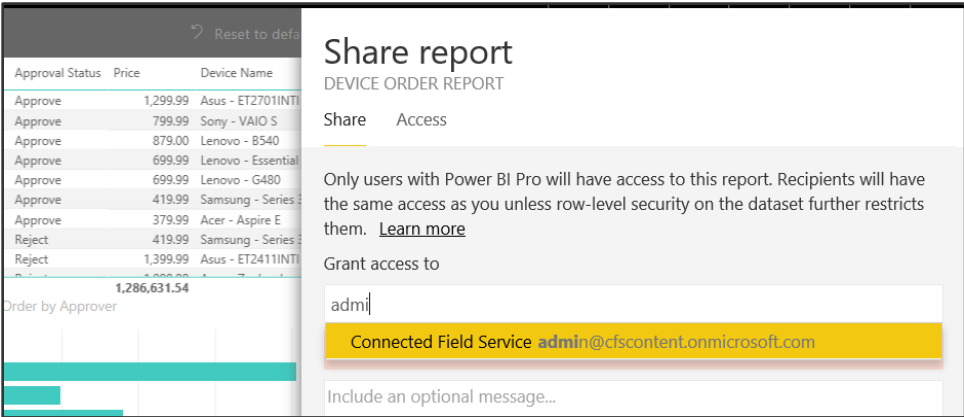 Reset to defa
Approval Status Price Device Name
Approve 1,299.99 Asus - ET2701INTI
Approve 799.99 Sony - VAIO S
Approve 879.00 Lenovo - B540
Approve 699.99 Lenovo - Essential
Approve 699.99 Lenovo - G480
Approve 419.99 Samsung - Series 3
Approve 379.99 Acer - Aspire E
Reject 419.99 Samsung - Series 3
Reject 1,399.99 Asus - ET2411INTI
1,286,631.54
Order by Approver
Share report
DEVICE ORDER REPORT
Share Access
Only users with Power BI Pro will have access to this report. Recipients will have
the same access as you unless row-level security on the dataset further restricts
them. Learn more
Grant access to
admi
Connected Field Service admin@cfscontent.onmicrosoft.com
Include an optional message...